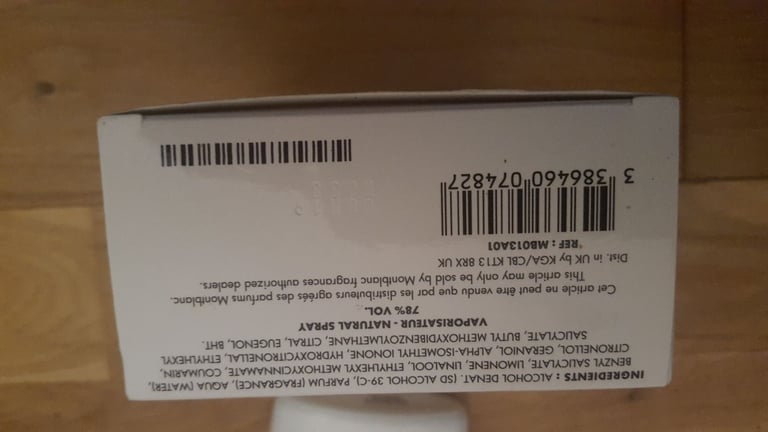 INGREDIENTS : ALCOHOL DENAT. (SD ALCOHOL 39-C), PARFUM (FRAGRANCE), AQUA (WATER),
BENZYL SALICYLATE, LIMONENE, LINALOOL, ETHYLHEXYL METHOXYCINNAMATE, COUMARIN,
CITRONELLOL, GERANIOL, ALPHA-ISOMETHYL IONONE, HYDROXYCITRONELLAL, ETHYLHEXYL
SALICYLATE, BUTYL METHOXYDIBENZOYLMETHANE, CITRAL, EUGENOL, BHT.
VAPORISATEUR - NATURAL SPRAY
78% VOL.
Cet article ne peut être vendu que par les distributeurs agréés des parfums Montblanc.
This article may only be sold by Montblanc fragrances authorized dealers.
Dist. in UK by KGA/CBL KT13 8RX UK
REF : MB013A01
3 386460 074827